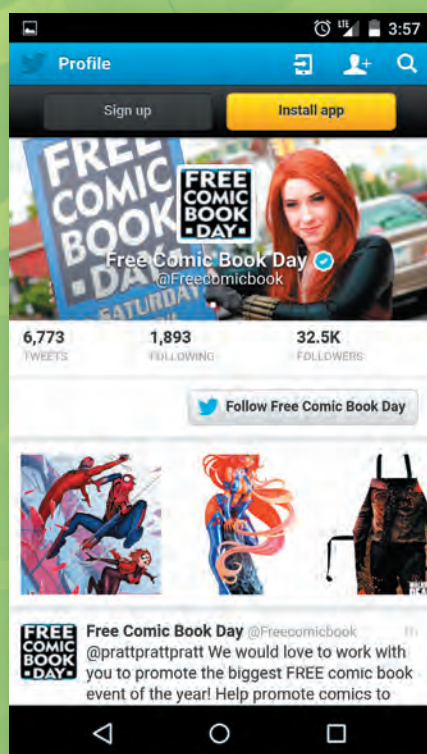 LTE 3:57
Profile
Sign up Install app
FREE
COMIC
BOOK
DAY
SATURDAY
FREE
COMIC
BOOK
DAY
Free Comic Book Day
@Freecomicbook
6,773 1,893 32.5K
TWEETS FOLLOWING FOLLOWERS
Follow Free Comic Book Day
FREE
COMIC
BOOK
DAY
Free Comic Book Day @Freecomicbook 1h
@prattprattpratt We would love to work with
you to promote the biggest FREE comic book
event of the year! Help promote comics to